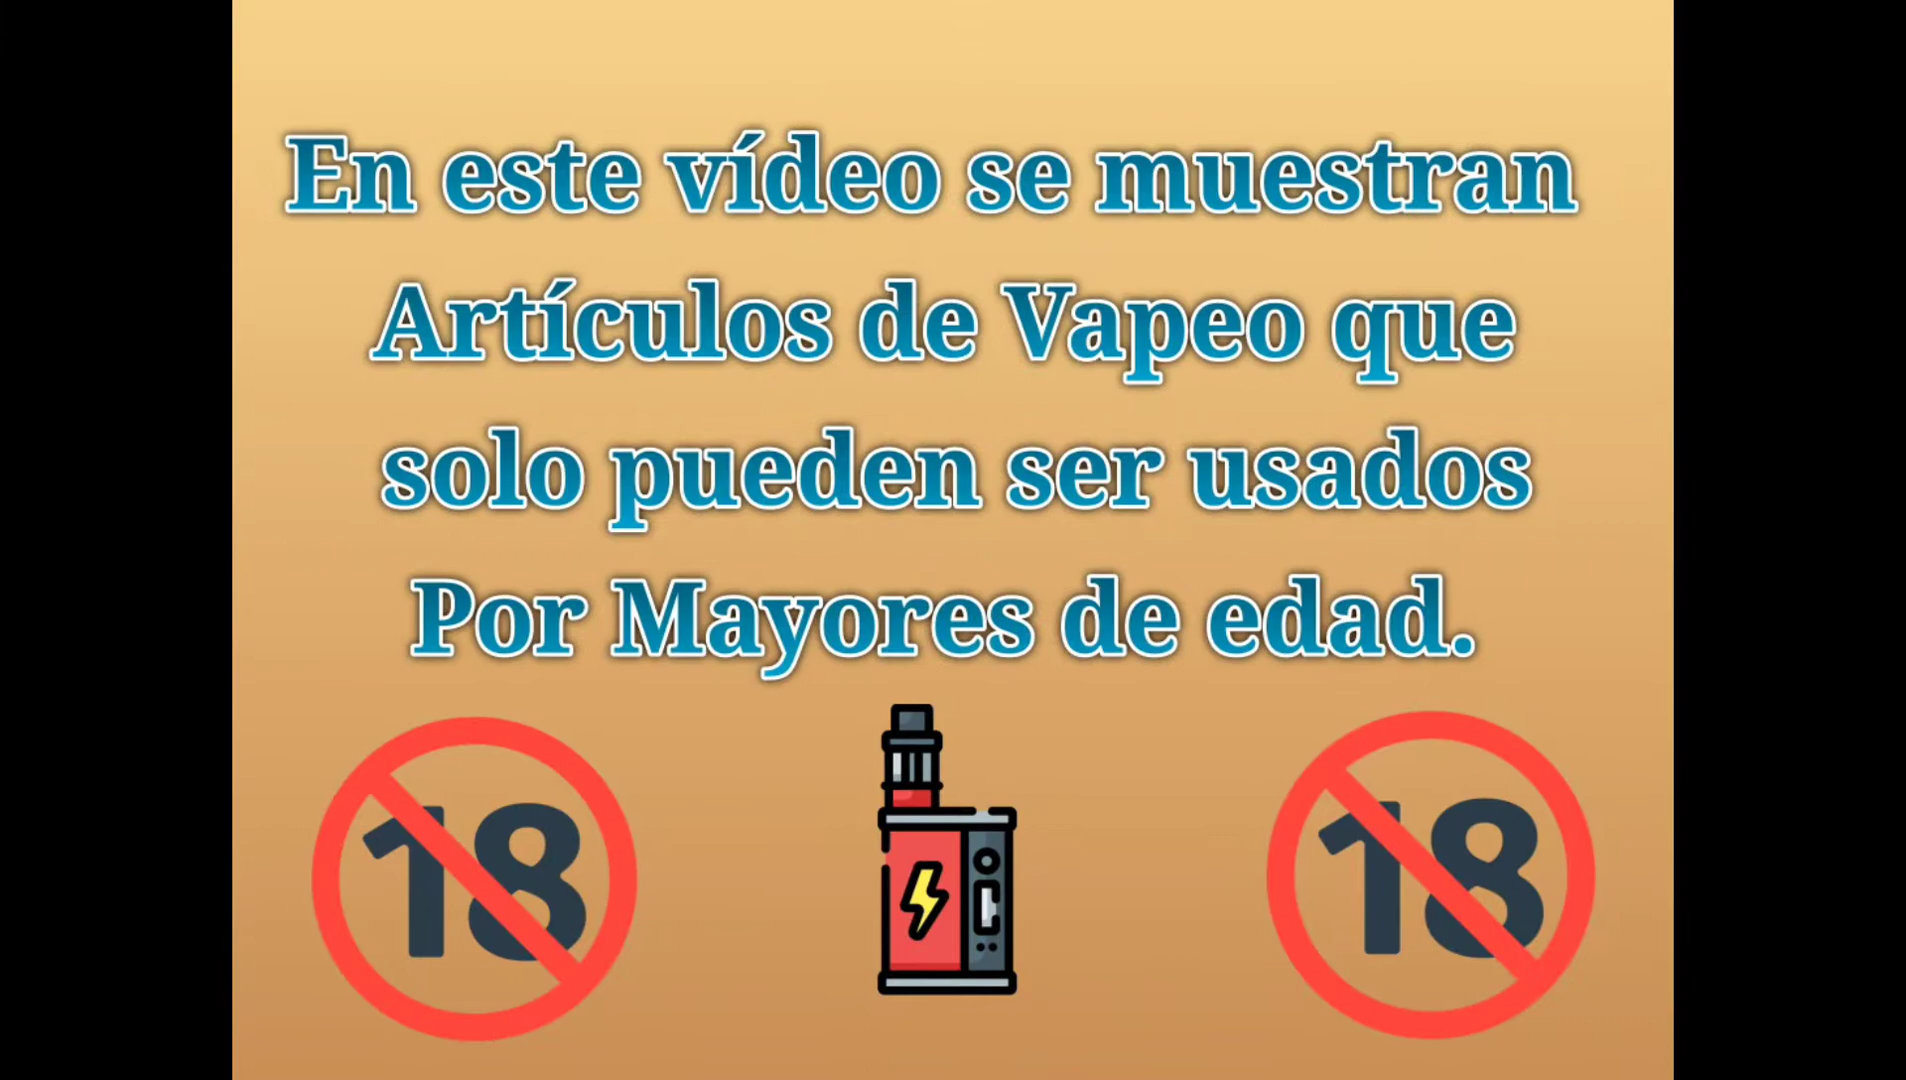 En este vídeo se muestran
Artículos de Vapeo que
solo pueden ser usados
Por Mayores de edad.
18 18